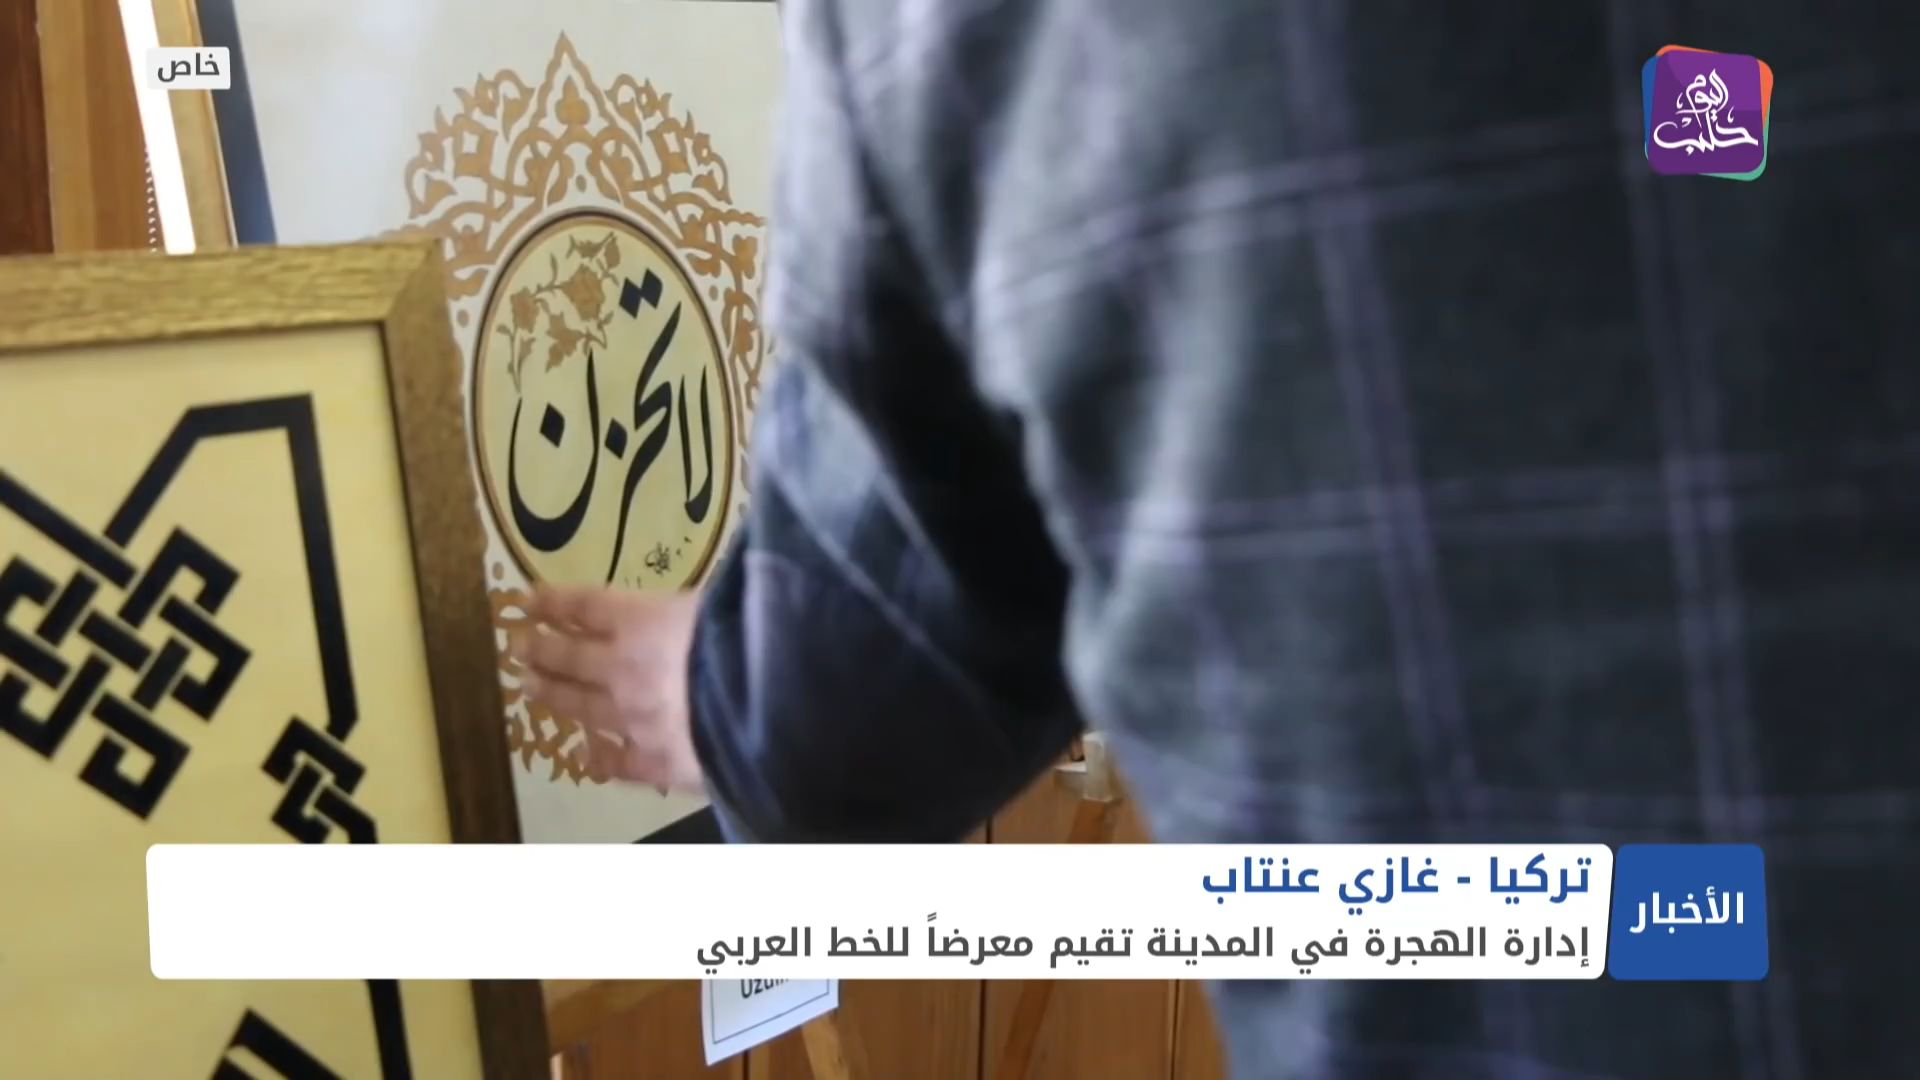 خاص
حلب اليوم
لا تحزن
الأخبار
تركيا - غازي عنتاب
إدارة الهجرة في المدينة تقيم معرضاً للخط العربي